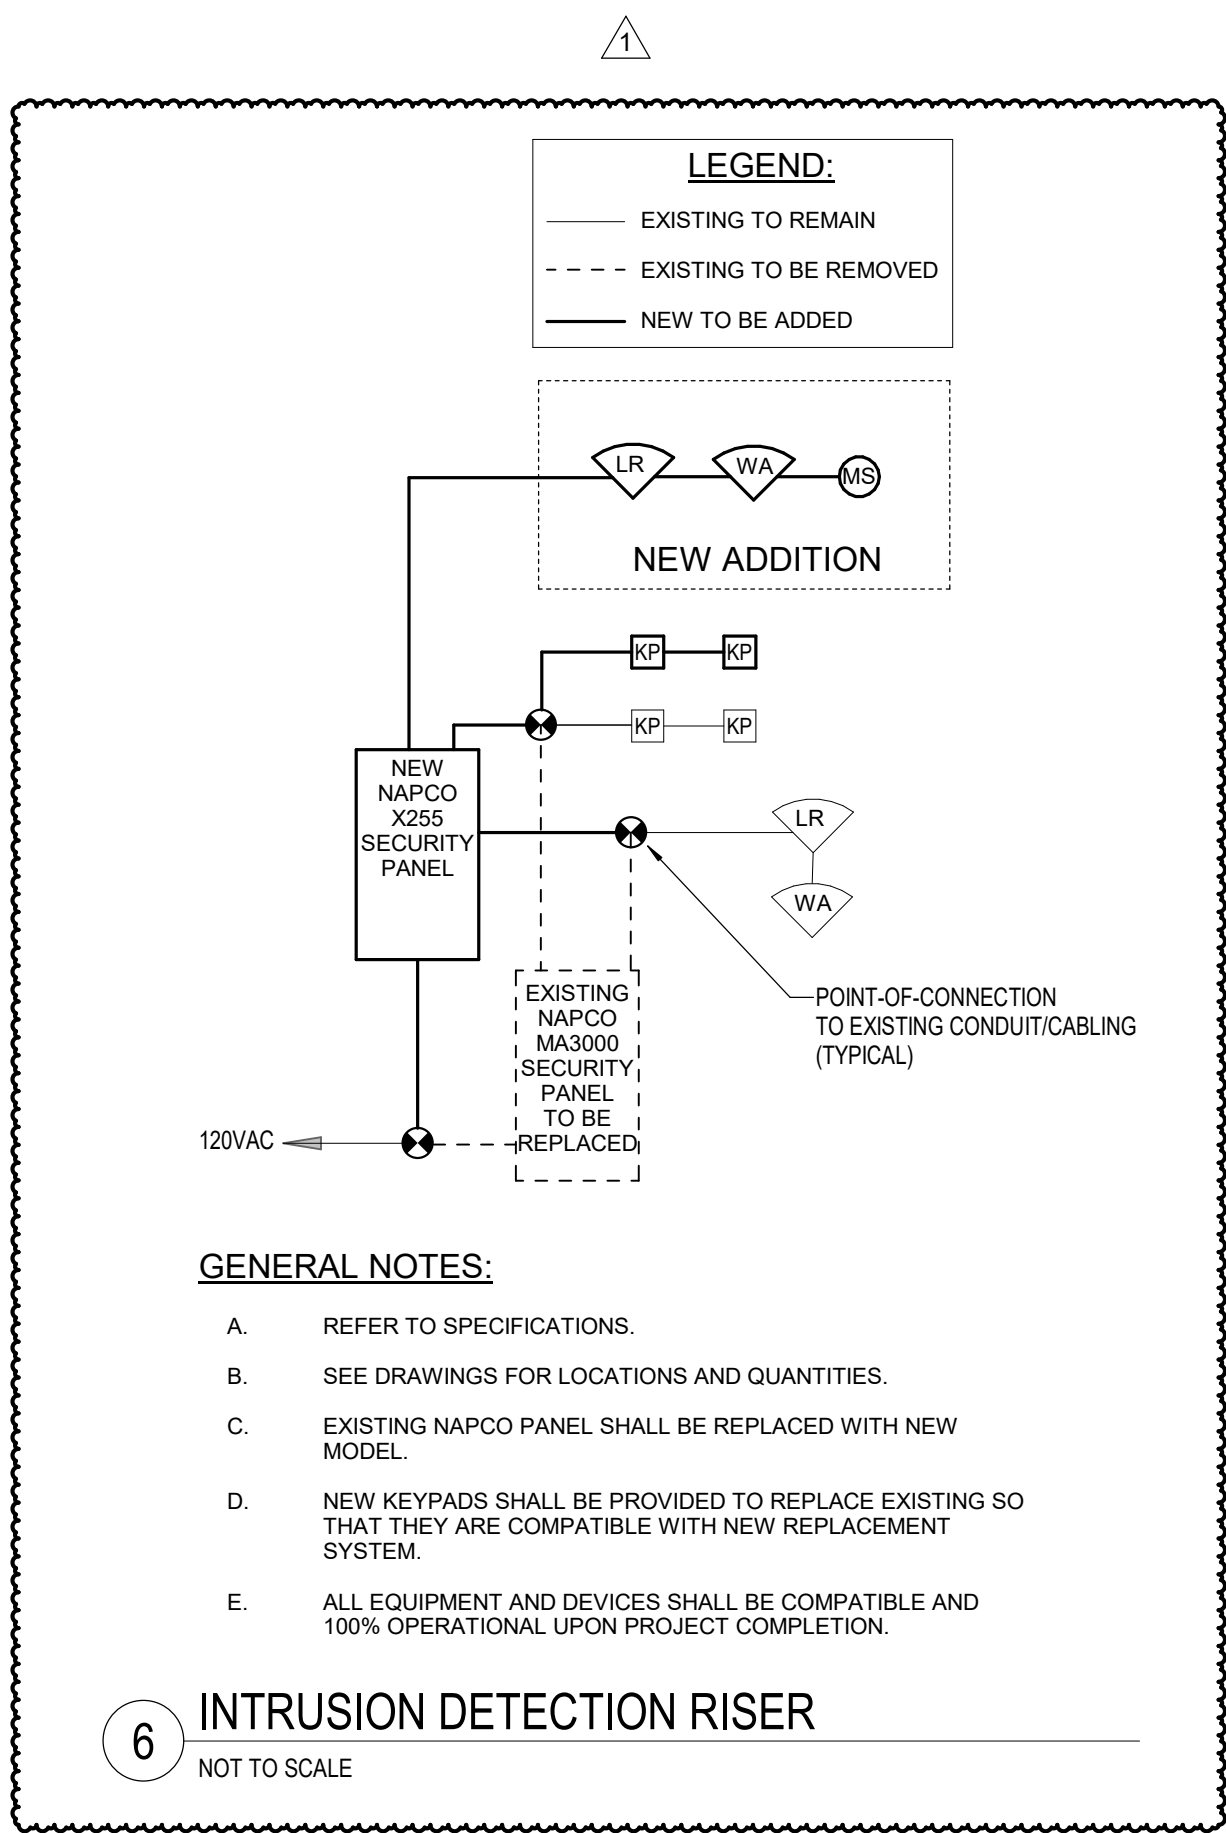 1
LEGEND:
EXISTING TO REMAIN
EXISTING TO BE REMOVED
NEW TO BE ADDED
LR
WA
MS
NEW ADDITION
KP
KP
KP
KP
NEW
NAPCO
X255
SECURITY
PANEL
LR
WA
EXISTING
NAPCO
MA3000
SECURITY
PANEL
TO BE
REPLACED
POINT-OF-CONNECTION
TO EXISTING CONDUIT/CABLING
(TYPICAL)
120VAC
GENERAL NOTES:
A. REFER TO SPECIFICATIONS.
B. SEE DRAWINGS FOR LOCATIONS AND QUANTITIES.
C. EXISTING NAPCO PANEL SHALL BE REPLACED WITH NEW
MODEL.
D. NEW KEYPADS SHALL BE PROVIDED TO REPLACE EXISTING SO
THAT THEY ARE COMPATIBLE WITH NEW REPLACEMENT
SYSTEM.
E. ALL EQUIPMENT AND DEVICES SHALL BE COMPATIBLE AND
100% OPERATIONAL UPON PROJECT COMPLETION.
6
INTRUSION DETECTION RISER
NOT TO SCALE